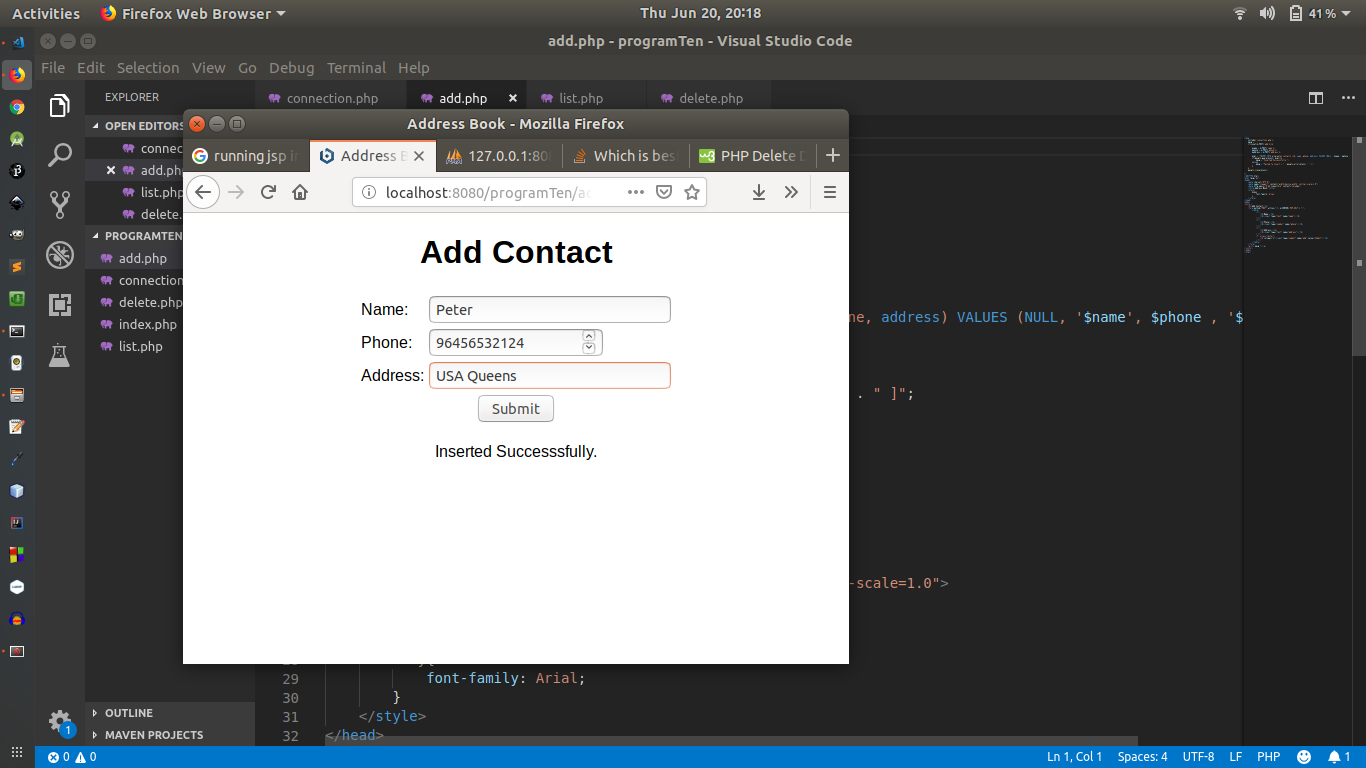 Activities Firefox Web Browser Thu Jun 20, 20:18 41%
add.php - programTen - Visual Studio Code
File Edit Selection View Go Debug Terminal Help
EXPLORER connection.php add.php list.php delete.php
OPEN EDITORS
connec
add.ph
list.php
delete.
PROGRAMTEN
add.php
connection
delete.php
index.php
list.php
OUTLINE
MAVEN PROJECTS
Address Book - Mozilla Firefox
running jsp i Address B 127.0.0.1:80 Which is bes PHP Delete D
localhost:8080/programTen/ad
Add Contact
Name: Peter
Phone: 96456532124
Address: USA Queens
Submit
Inserted Successsfully.
ne, address) VALUES (NULL, '$name', $phone , '$
. " ]";
-scale=1.0">
29 font-family: Arial;
30 }
31 </style>
32 </head>
1
0 0 Ln 1, Col 1 Spaces: 4 UTF-8 LF PHP 1